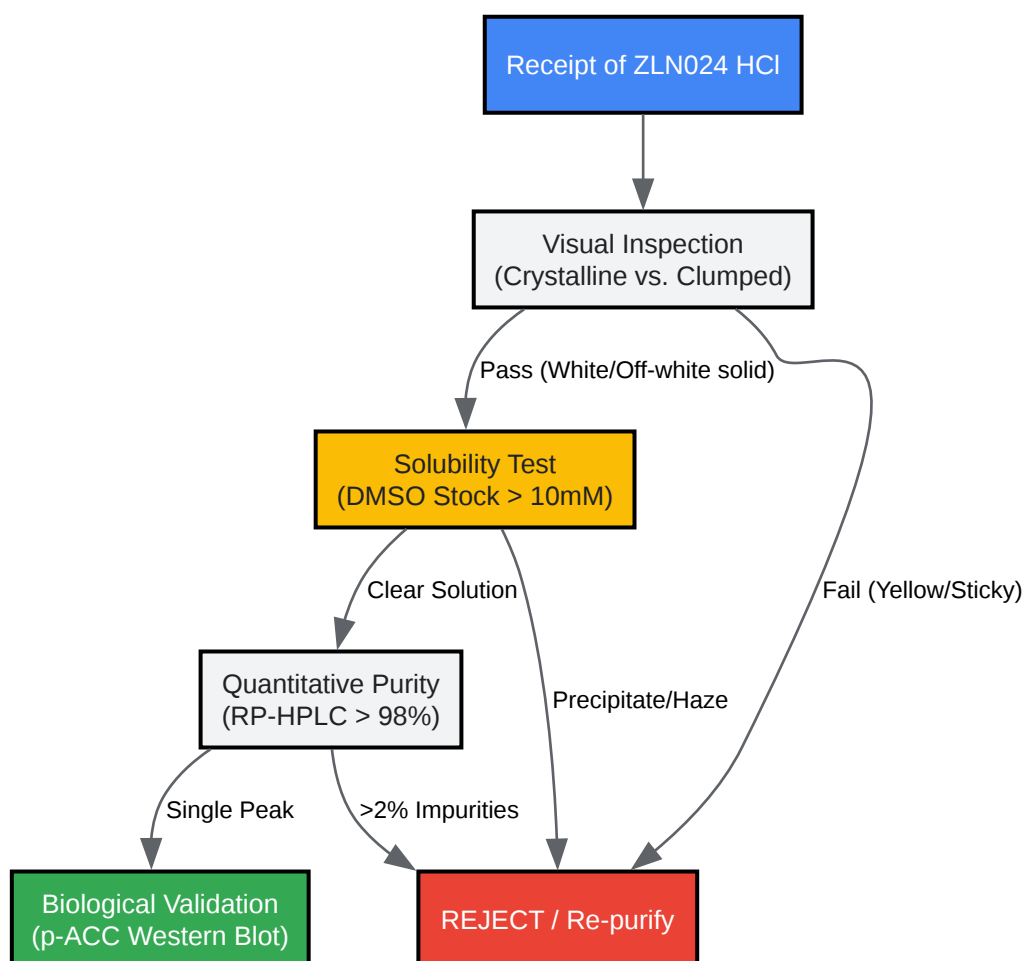 Receipt of ZLN024 HCl
Visual Inspection
(Crystalline vs. Clumped)
Pass (White/Off-white solid)
Solubility Test
(DMSO Stock > 10mM)
Clear Solution
Fail (Yellow/Sticky)
Quantitative Purity
(RP-HPLC > 98%)
Precipitate/Haze
Single Peak
>2% Impurities
Biological Validation
(p-ACC Western Blot)
REJECT / Re-purify